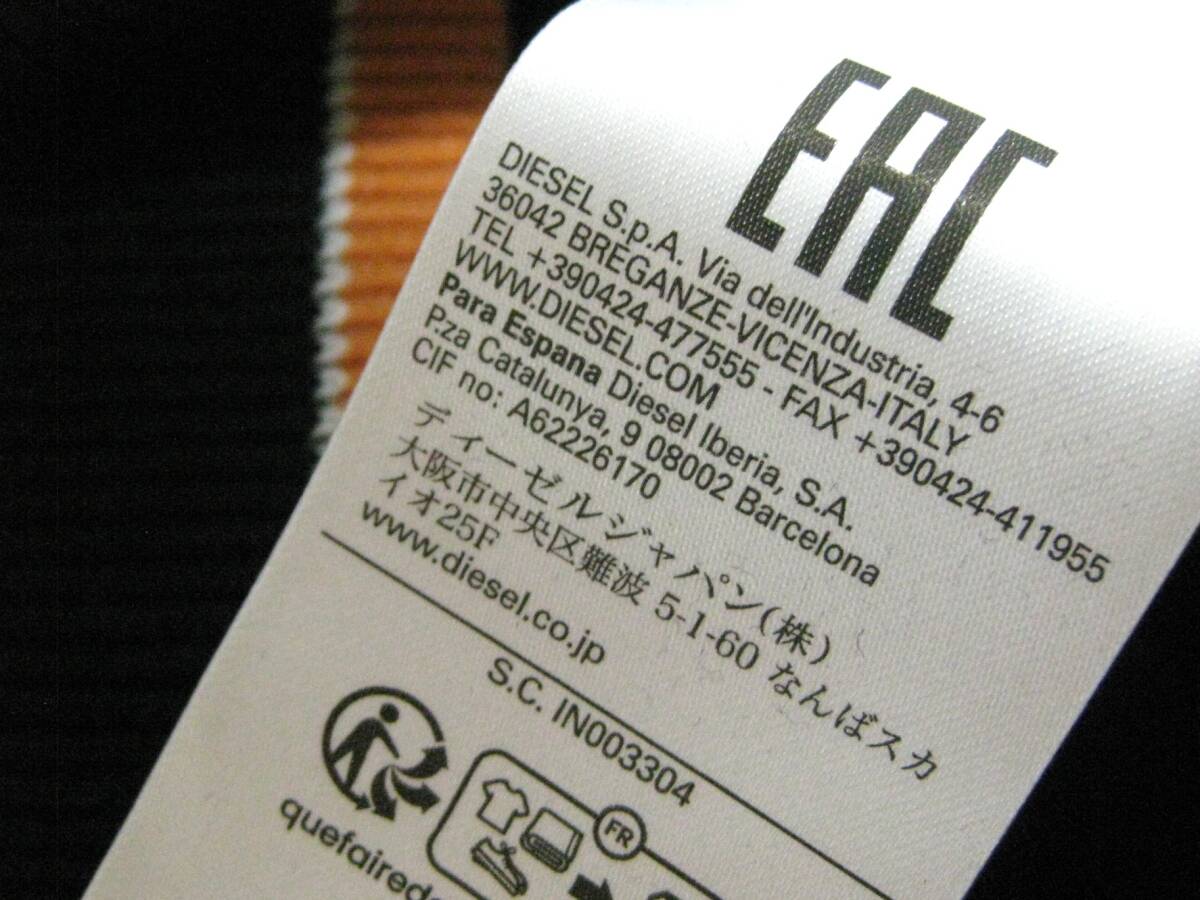 EAC
DIESEL S.p.A. Via dell'Industria, 4-6
36042 BREGANZE-VICENZA-ITALY
TEL +390424-477555 - FAX +390424-411955
WWW.DIESEL.COM
Para Espana Diesel Iberia, S.A.
P.za Catalunya, 9 08002 Barcelona
CIF no: A62226170
ディーゼルジャパン(株)
大阪市中央区難波 5-1-60 なんばスカ
イオ25F
www.diesel.co.jp
S.C. IN003304
FR
quefairede